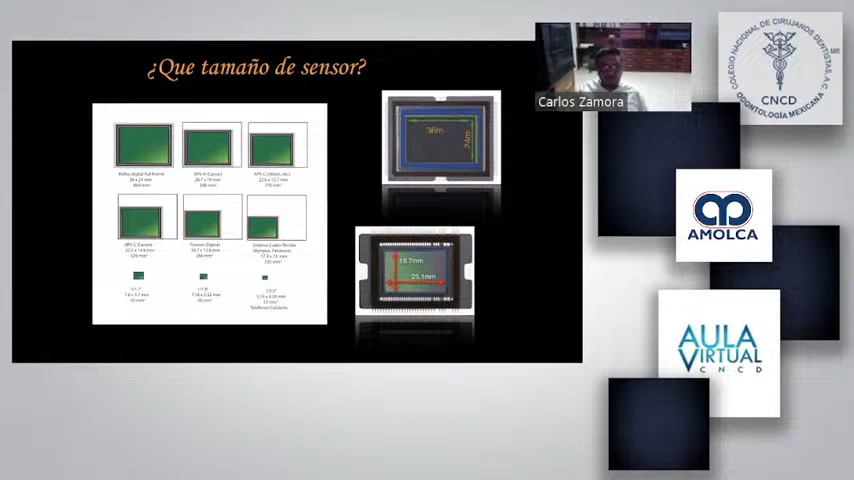 ¿Que tamaño de sensor?
Réflex digital Full Frame
36 x 24 mm
864 mm²
APS-H (Canon)
28,7 x 19 mm
548 mm²
APS-C (Nikon, etc.)
23,6 x 15,7 mm
370 mm²
APS-C (Canon)
22,2 x 14,8 mm
329 mm²
Foveon (Sigma)
20,7 x 13,8 mm
286 mm²
Sistema Cuatro Tercios
Olympus, Panasonic
17,3 x 13 mm
225 mm²
1/1.7"
7,6 x 5,7 mm
43 mm²
1/1.8"
7,18 x 5,32 mm
38 mm²
1/2.5"
5,76 x 4,29 mm
25 mm²
Teléfonos Celulares
36m
24m
16.7mm
25.1mm
Carlos Zamora
COLEGIO NACIONAL DE CIRUJANOS DENTISTAS, A.C.
MR
CNCD
ODONTOLOGÍA MEXICANA
AMOLCA
AULA
VIRTUAL
CNCD